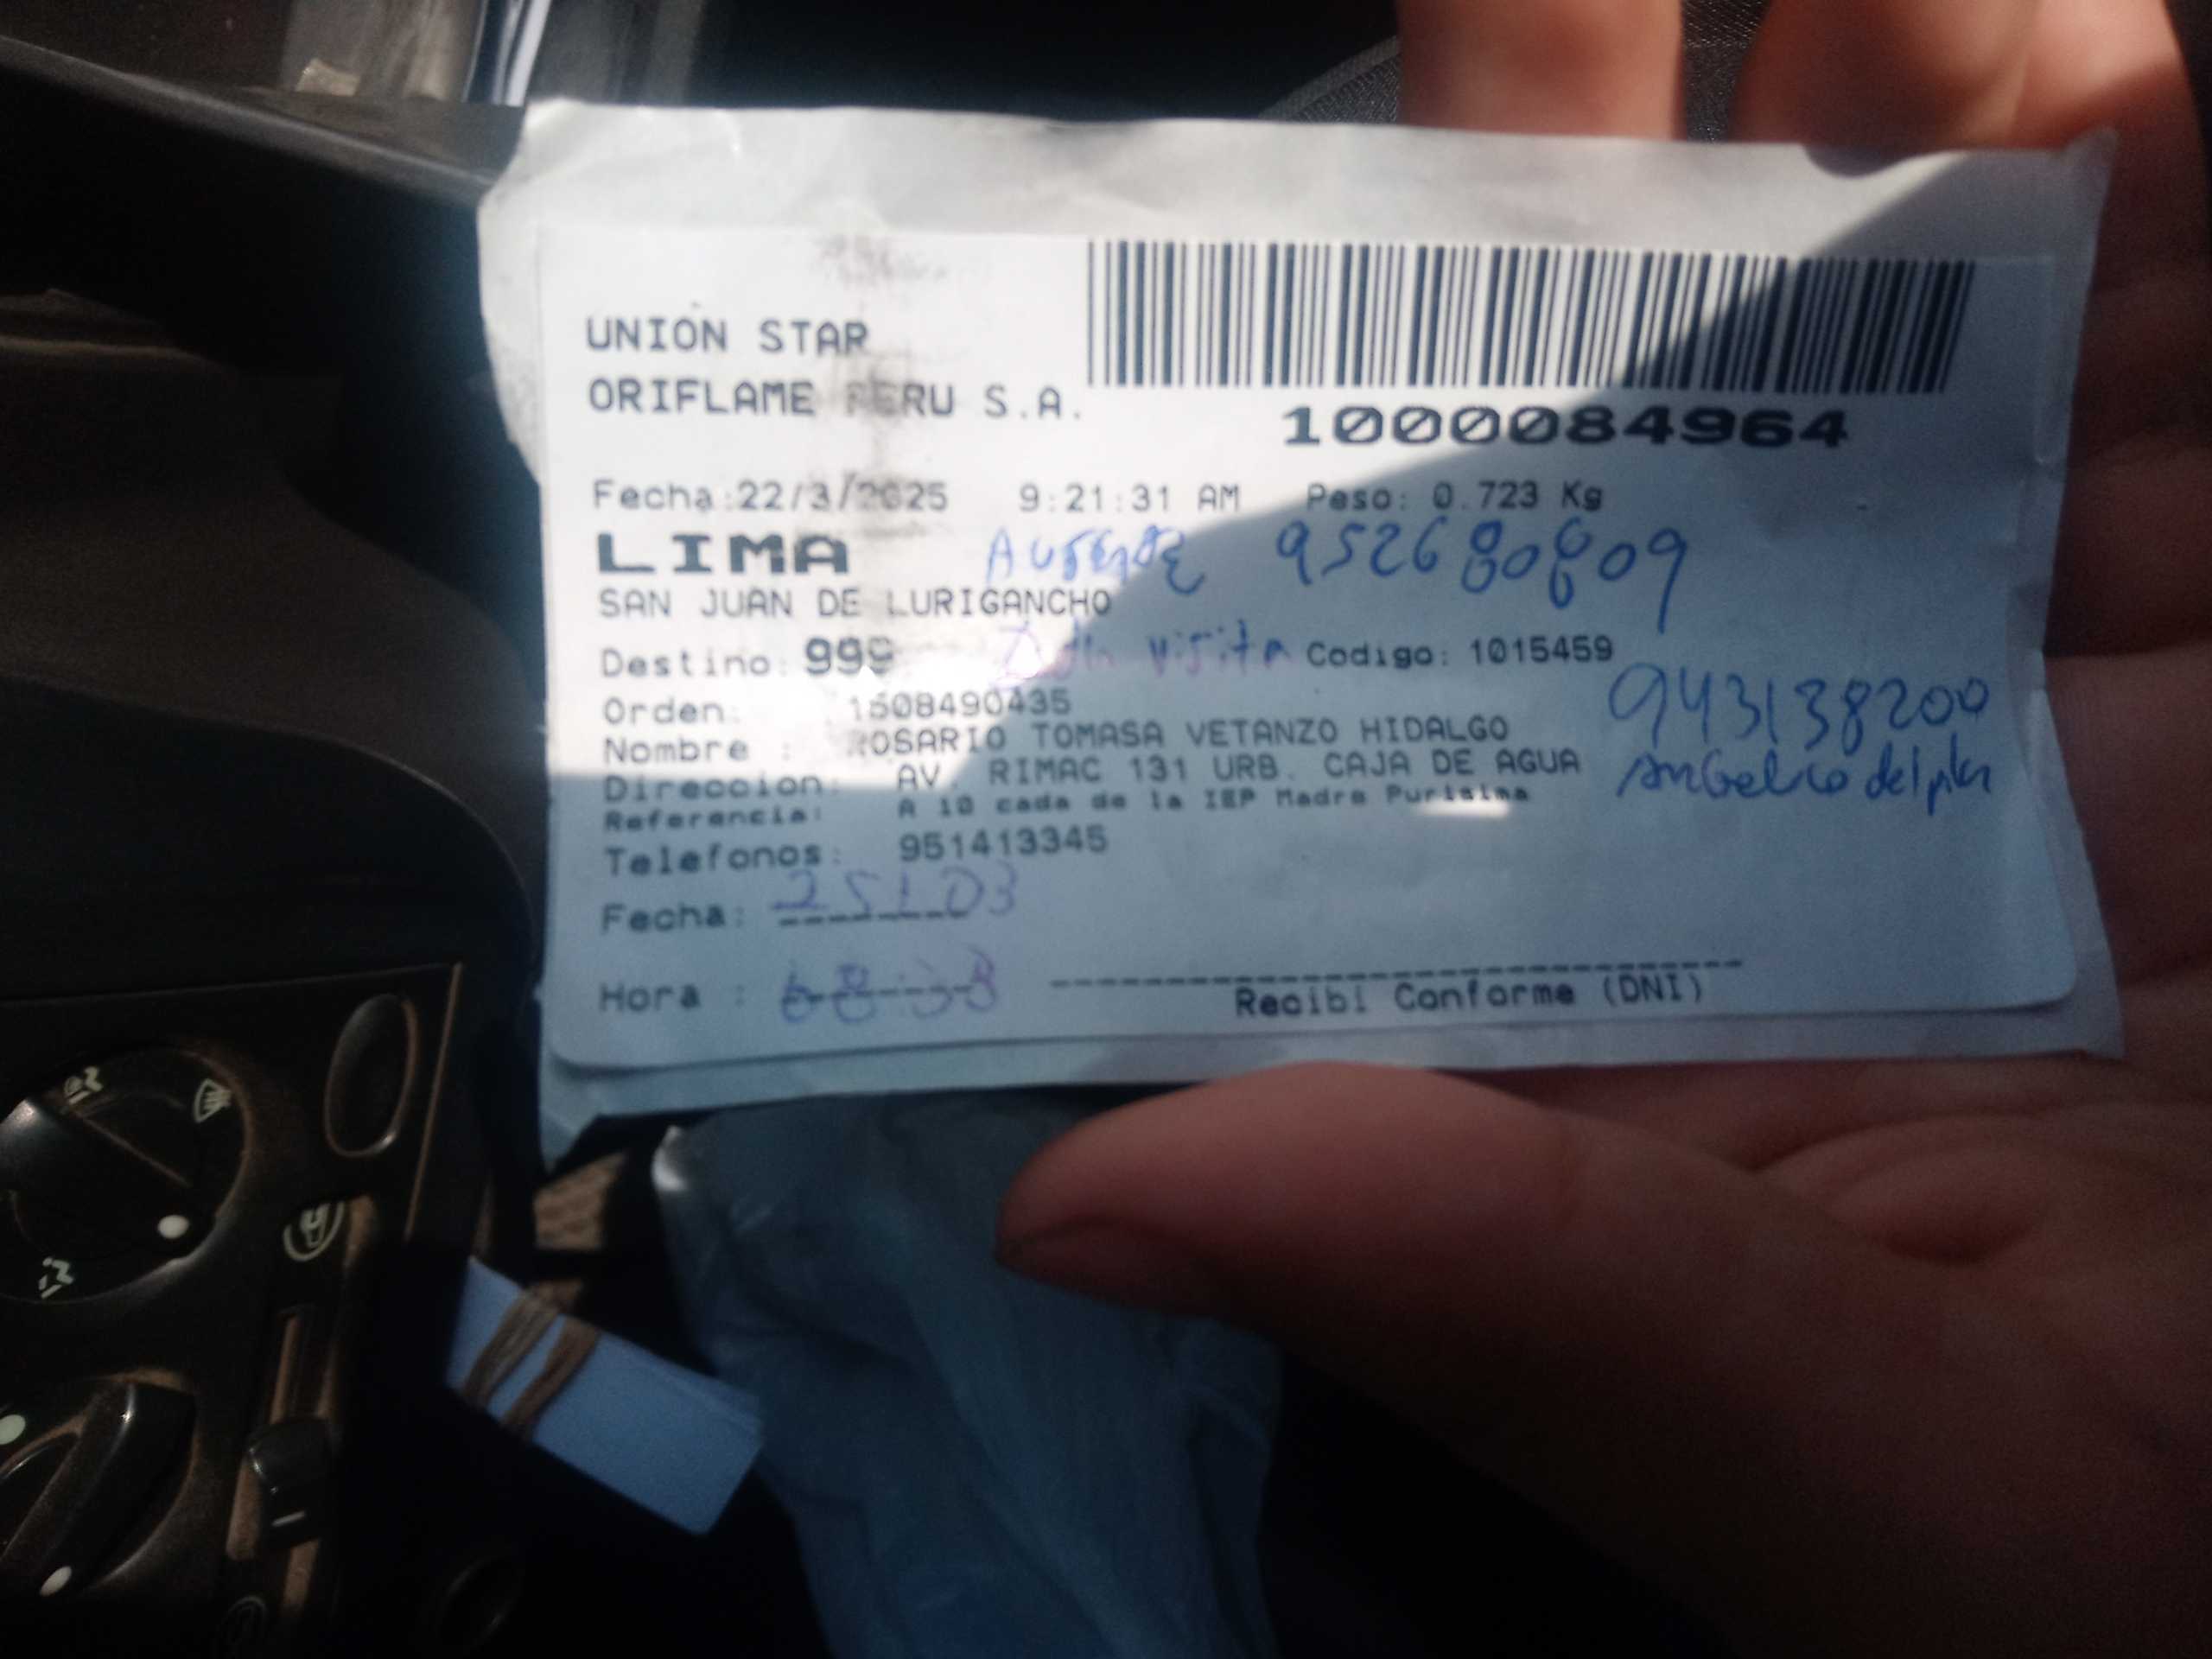 UNION STAR
ORIFLAME PERU S.A.
1000084964
Fecha:22/3/2025 9:21:31 AM Peso: 0.723 Kg
LIMA Ausente
SAN JUAN DE LURIGANCHO
Destino: 999 visita Codigo: 1015459
Orden: 1608490435
943138200
Nombre : ROSARIO TOMASA VETANZO HIDALGO
Direccion: AV. RIMAC 131 URB. CAJA DE AGUA
Referencia: A 10 cada de la IEP Madre Purisima
Telefonos: 951413345
Fecha: 25/03
Hora :
Recibi Conforme (DNI)